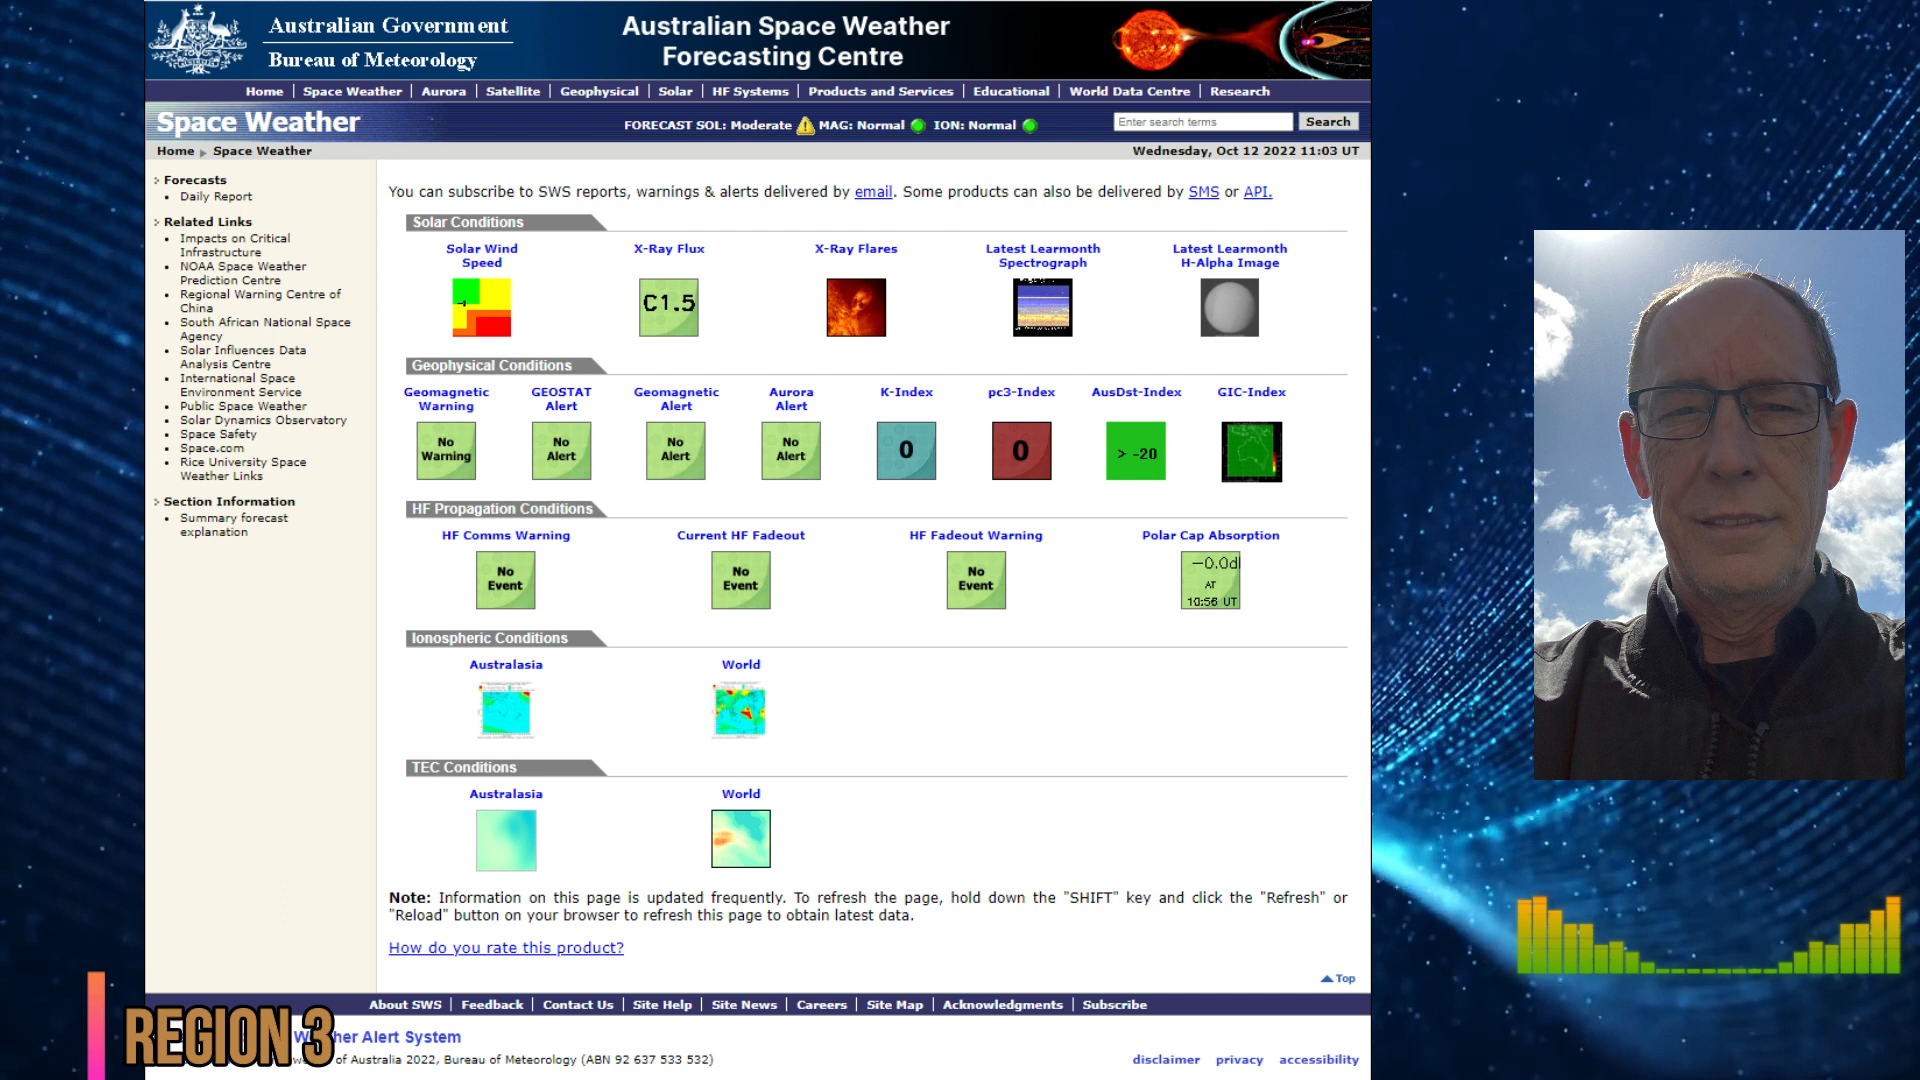 Australian Government
Bureau of Meteorology
Australian Space Weather
Forecasting Centre
Home | Space Weather | Aurora | Satellite | Geophysical | Solar | HF Systems | Products and Services | Educational | World Data Centre | Research
Space Weather
FORECAST SOL: Moderate MAG: Normal ION: Normal
Enter search terms
Search
Home Space Weather
Wednesday, Oct 12 2022 11:03 UT
Forecasts
Daily Report
Related Links
Impacts on Critical
Infrastructure
NOAA Space Weather
Prediction Centre
Regional Warning Centre of
China
South African National Space
Agency
Solar Influences Data
Analysis Centre
International Space
Environment Service
Public Space Weather
Solar Dynamics Observatory
Space Safety
Space.com
Rice University Space
Weather Links
Section Information
Summary forecast
explanation
You can subscribe to SWS reports, warnings & alerts delivered by email. Some products can also be delivered by SMS or API.
Solar Conditions
Solar Wind
Speed
X-Ray Flux
X-Ray Flares
Latest Learmonth
Spectrograph
Latest Learmonth
H-Alpha Image
C1.5
Geophysical Conditions
Geomagnetic
Warning
GEOSTAT
Alert
Geomagnetic
Alert
Aurora
Alert
K-Index
pc3-Index
AusDst-Index
GIC-Index
No
Warning
No
Alert
No
Alert
No
Alert
0
0
> -20
HF Propagation Conditions
HF Comms Warning
Current HF Fadeout
HF Fadeout Warning
Polar Cap Absorption
No
Event
No
Event
No
Event
-0.0d
AT
10:56 UT
Ionospheric Conditions
Australasia
World
TEC Conditions
Australasia
World
Note: Information on this page is updated frequently. To refresh the page, hold down the "SHIFT" key and click the "Refresh" or
"Reload" button on your browser to refresh this page to obtain latest data.
How do you rate this product?
Top
About SWS | Feedback | Contact Us | Site Help | Site News | Careers | Site Map | Acknowledgments | Subscribe
REGION 3
her Alert System
of Australia 2022, Bureau of Meteorology (ABN 92 637 533 532)
disclaimer privacy accessibility